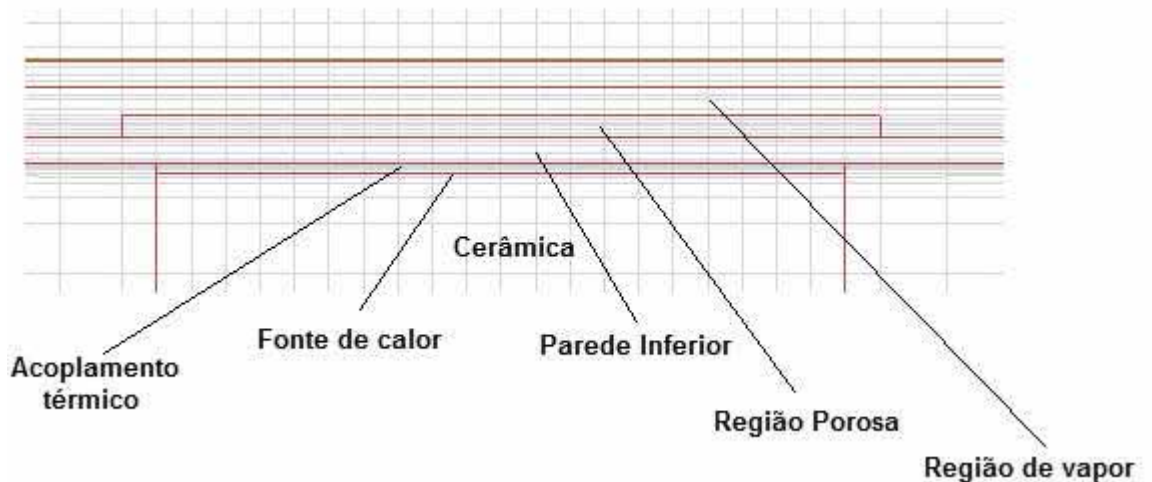 Cerâmica
Fonte de calor
Parede Inferior
Acoplamento
térmico
Região Porosa
Região de vapor